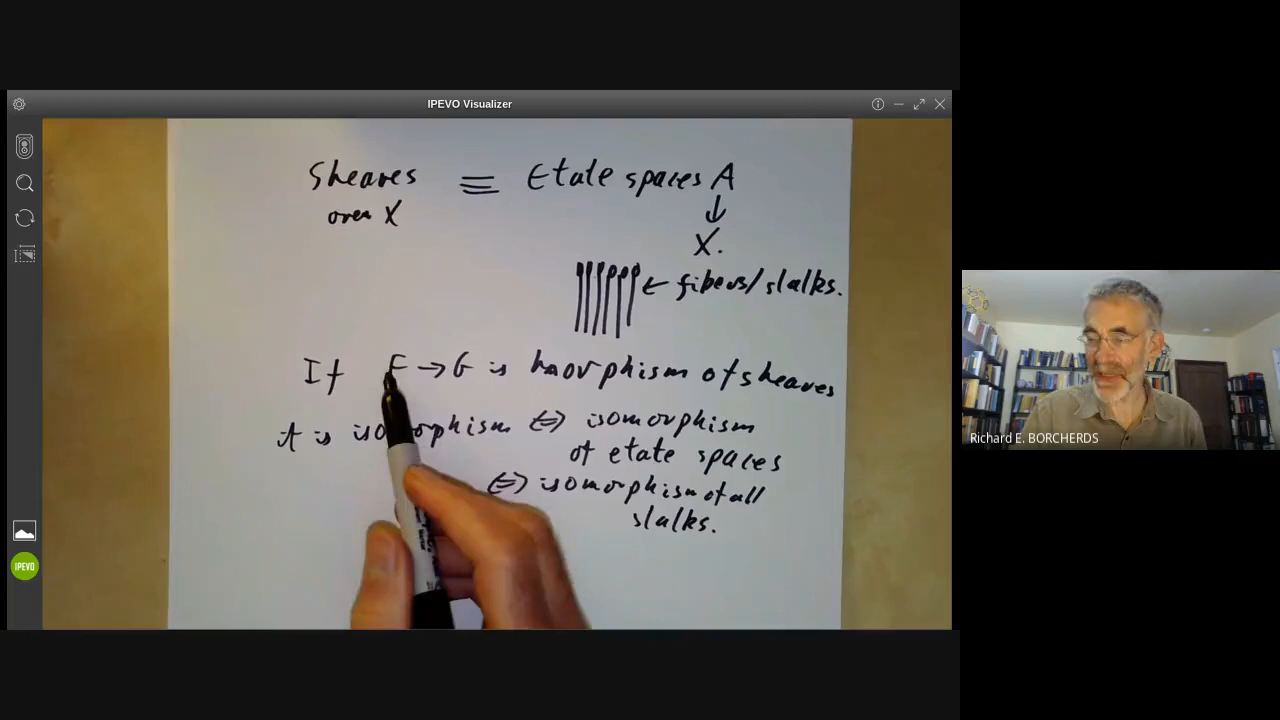 IPEVO Visualizer
Sheaves ≡ Etale spaces A
over X ↓
X.
← fibers/stalks.
If F → G is homorphism of sheaves
it is isomorphism ⇔ isomorphism
of etale spaces
⇔ isomorphism of all
stalks.
IPEVO
Richard E. BORCHERDS